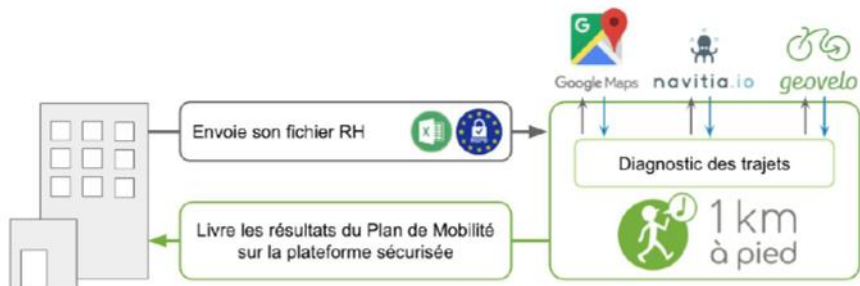 G
Google Maps
navitia.io
geovelo
Envoie son fichier RH
X
Diagnostic des trajets
Livre les résultats du Plan de Mobilité
sur la plateforme sécurisée
1 km
à pied